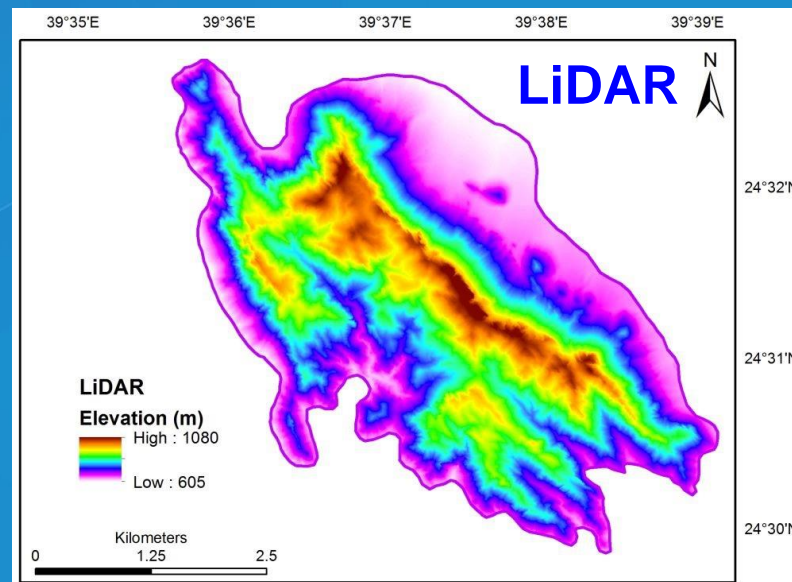 39°35'E 39°36'E 39°37'E 39°38'E 39°39'E
LiDAR
N
24°32'N
24°31'N
24°30'N
LiDAR
Elevation (m)
High : 1080
Low : 605
Kilometers
0 1.25 2.5